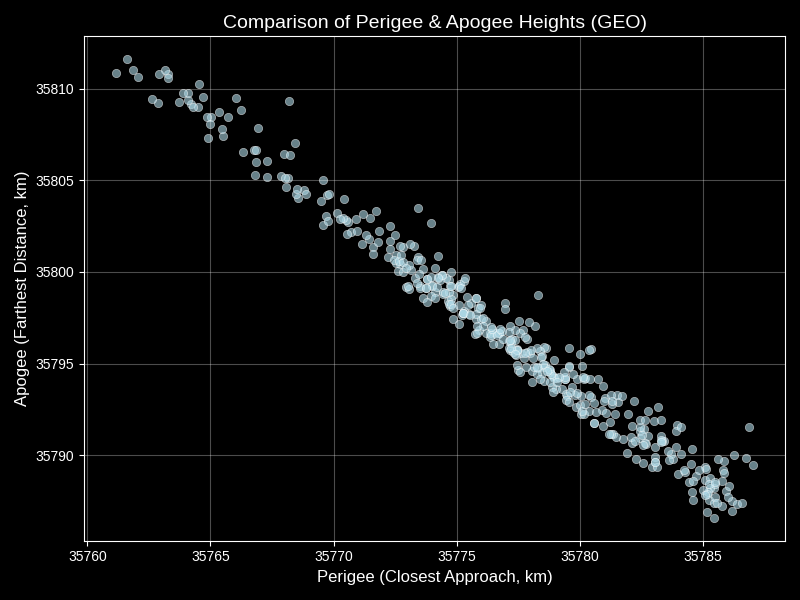 Comparison of Perigee & Apogee Heights (GEO)
Apogee (Farthest Distance, km)
35810
35805
35800
35795
35790
35760 35765 35770 35775 35780 35785
Perigee (Closest Approach, km)